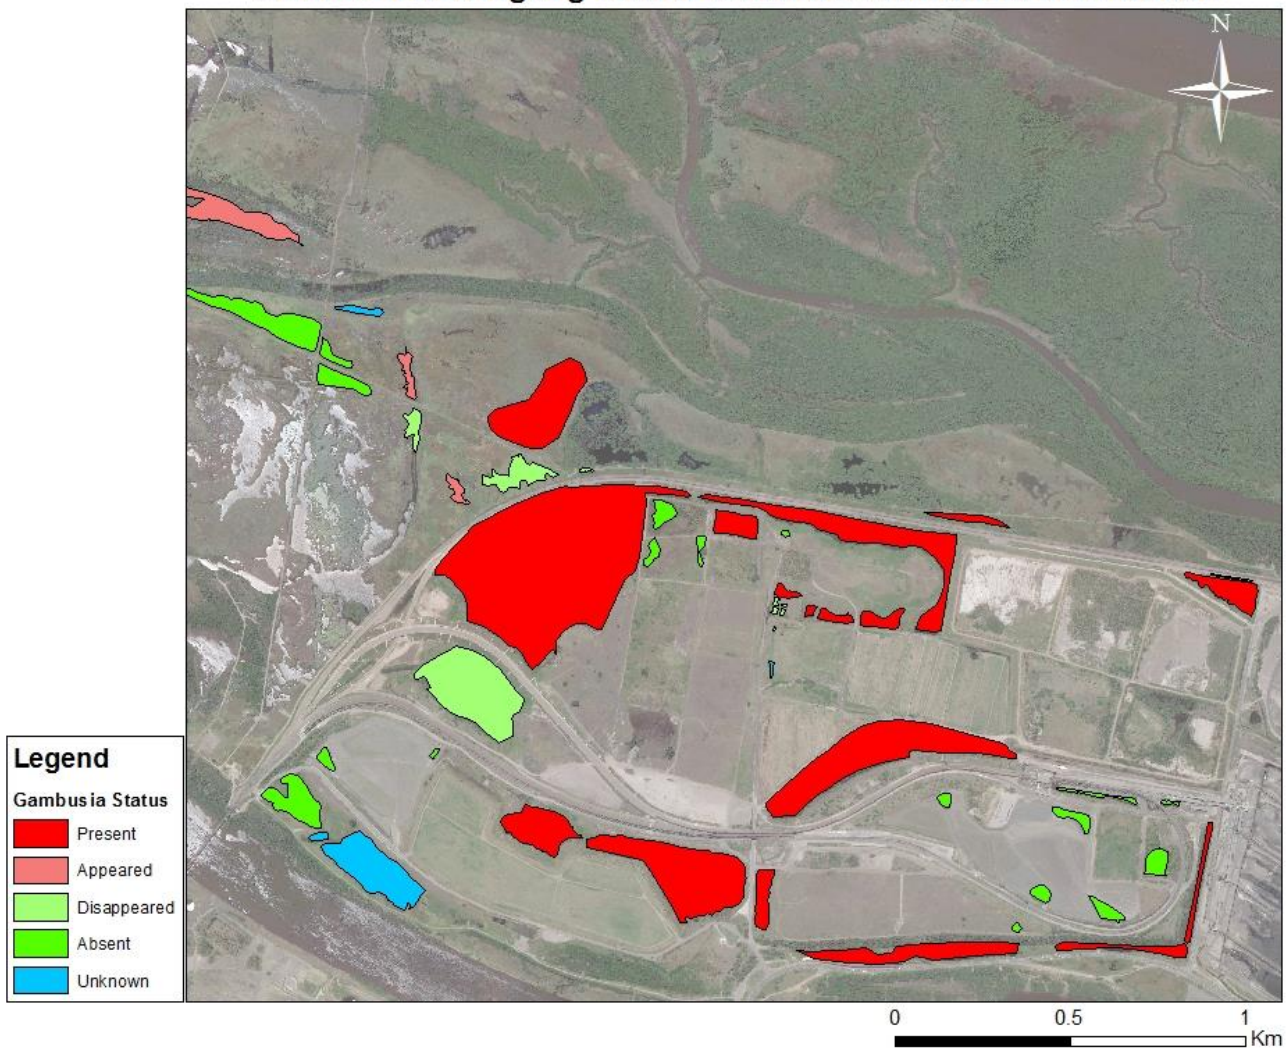 N
Legend
Gambusia Status
Present
Appeared
Disappeared
Absent
Unknown
0 0.5 1
Km